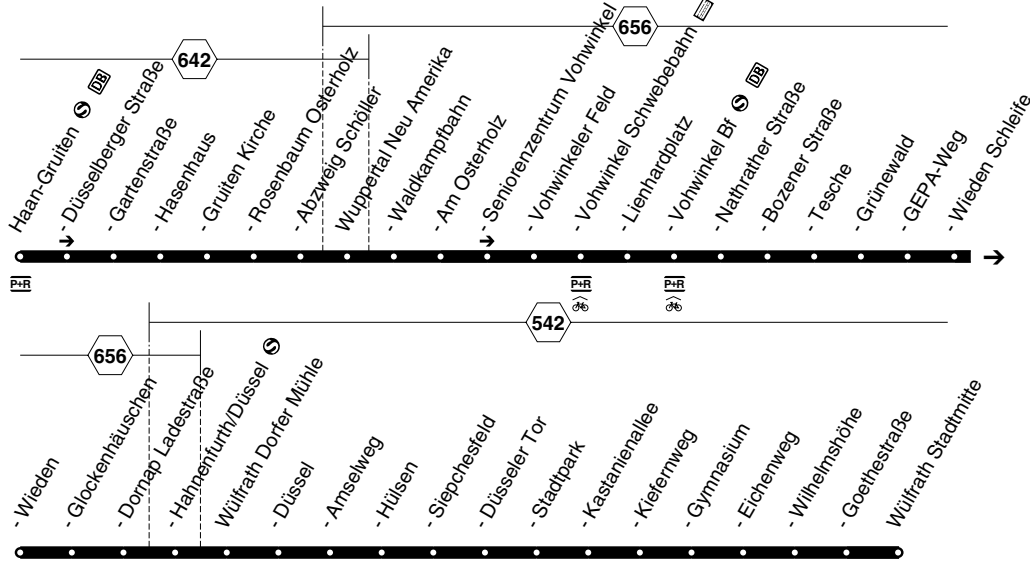 656
642
Haan-Gruiten S DB
- Düsselberger Straße
- Gartenstraße
- Hasenhaus
- Gruiten Kirche
- Rosenbaum Osterholz
- Abzweig Schöller
Wuppertal Neu Amerika
- Waldkampfbahn
- Am Osterholz
- Seniorenzentrum Vohwinkel
- Vohwinkeler Feld
- Vohwinkel Schwebebahn
- Lienhardplatz
- Vohwinkel Bf S DB
- Nathrather Straße
- Bozener Straße
- Tesche
- Grünewald
- GEPA-Weg
- Wieden Schleife
P+R
P+R
P+R
542
656
- Wieden
- Glockenhäuschen
- Dornap Ladestraße
- Hahnenfurth/Düssel S
Wülfrath Dorfer Mühle
- Düssel
- Amselweg
- Hülsen
- Siepchesfeld
- Düsseler Tor
- Stadtpark
- Kastanienallee
- Kiefernweg
- Gymnasium
- Eichenweg
- Wilhelmshöhe
- Goethestraße
Wülfrath Stadtmitte